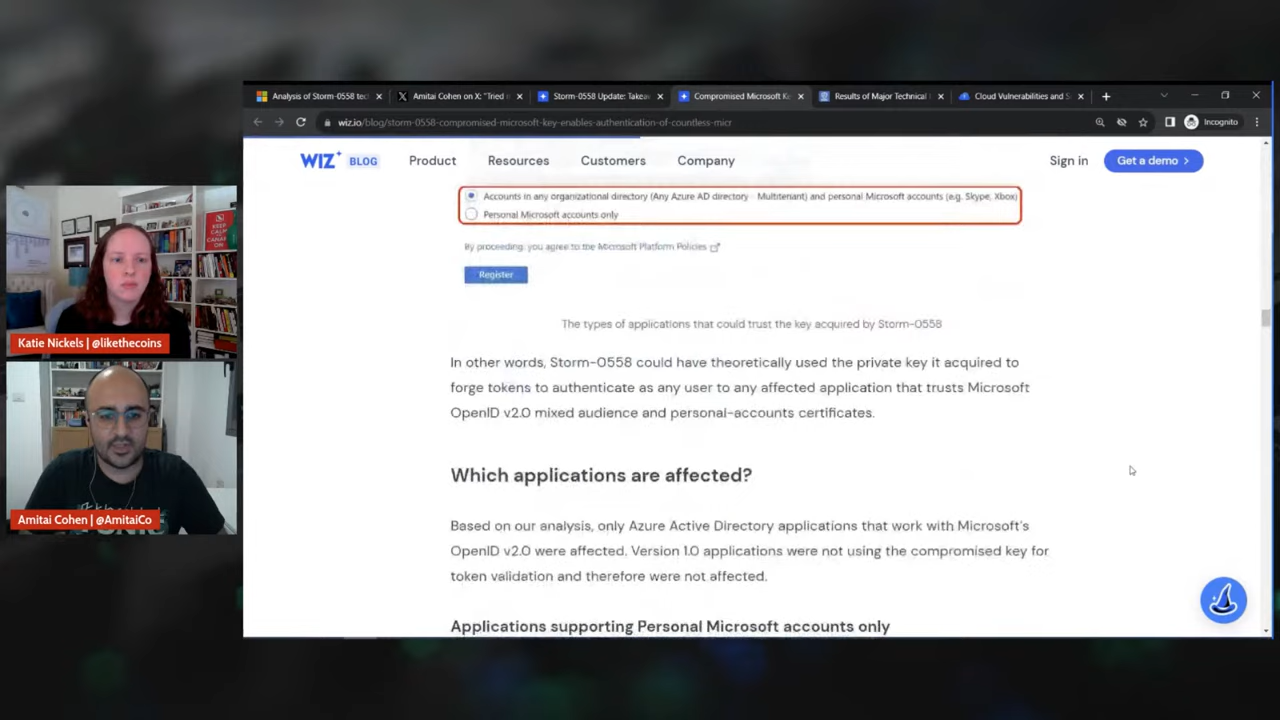 Analysis of Storm-0558 tec
Amitai Cohen on X: "Tried
Storm-0558 Update: Takea
Compromised Microsoft Ke
Results of Major Technical
Cloud Vulnerabilities and S
wiz.io/blog/storm-0558-compromised-microsoft-key-enables-authentication-of-countless-micr
Incognito
WIZ BLOG Product Resources Customers Company Sign in Get a demo
Accounts in any organizational directory (Any Azure AD directory - Multitenant) and personal Microsoft accounts (e.g. Skype, Xbox)
Personal Microsoft accounts only
By proceeding, you agree to the Microsoft Platform Policies
Register
The types of applications that could trust the key acquired by Storm-0558
In other words, Storm-0558 could have theoretically used the private key it acquired to
forge tokens to authenticate as any user to any affected application that trusts Microsoft
OpenID v2.0 mixed audience and personal-accounts certificates.
Which applications are affected?
Based on our analysis, only Azure Active Directory applications that work with Microsoft's
OpenID v2.0 were affected. Version 1.0 applications were not using the compromised key for
token validation and therefore were not affected.
Applications supporting Personal Microsoft accounts only
KEEP
CALM
Katie Nickels | @likethecoins
Amitai Cohen | @AmitaiCo